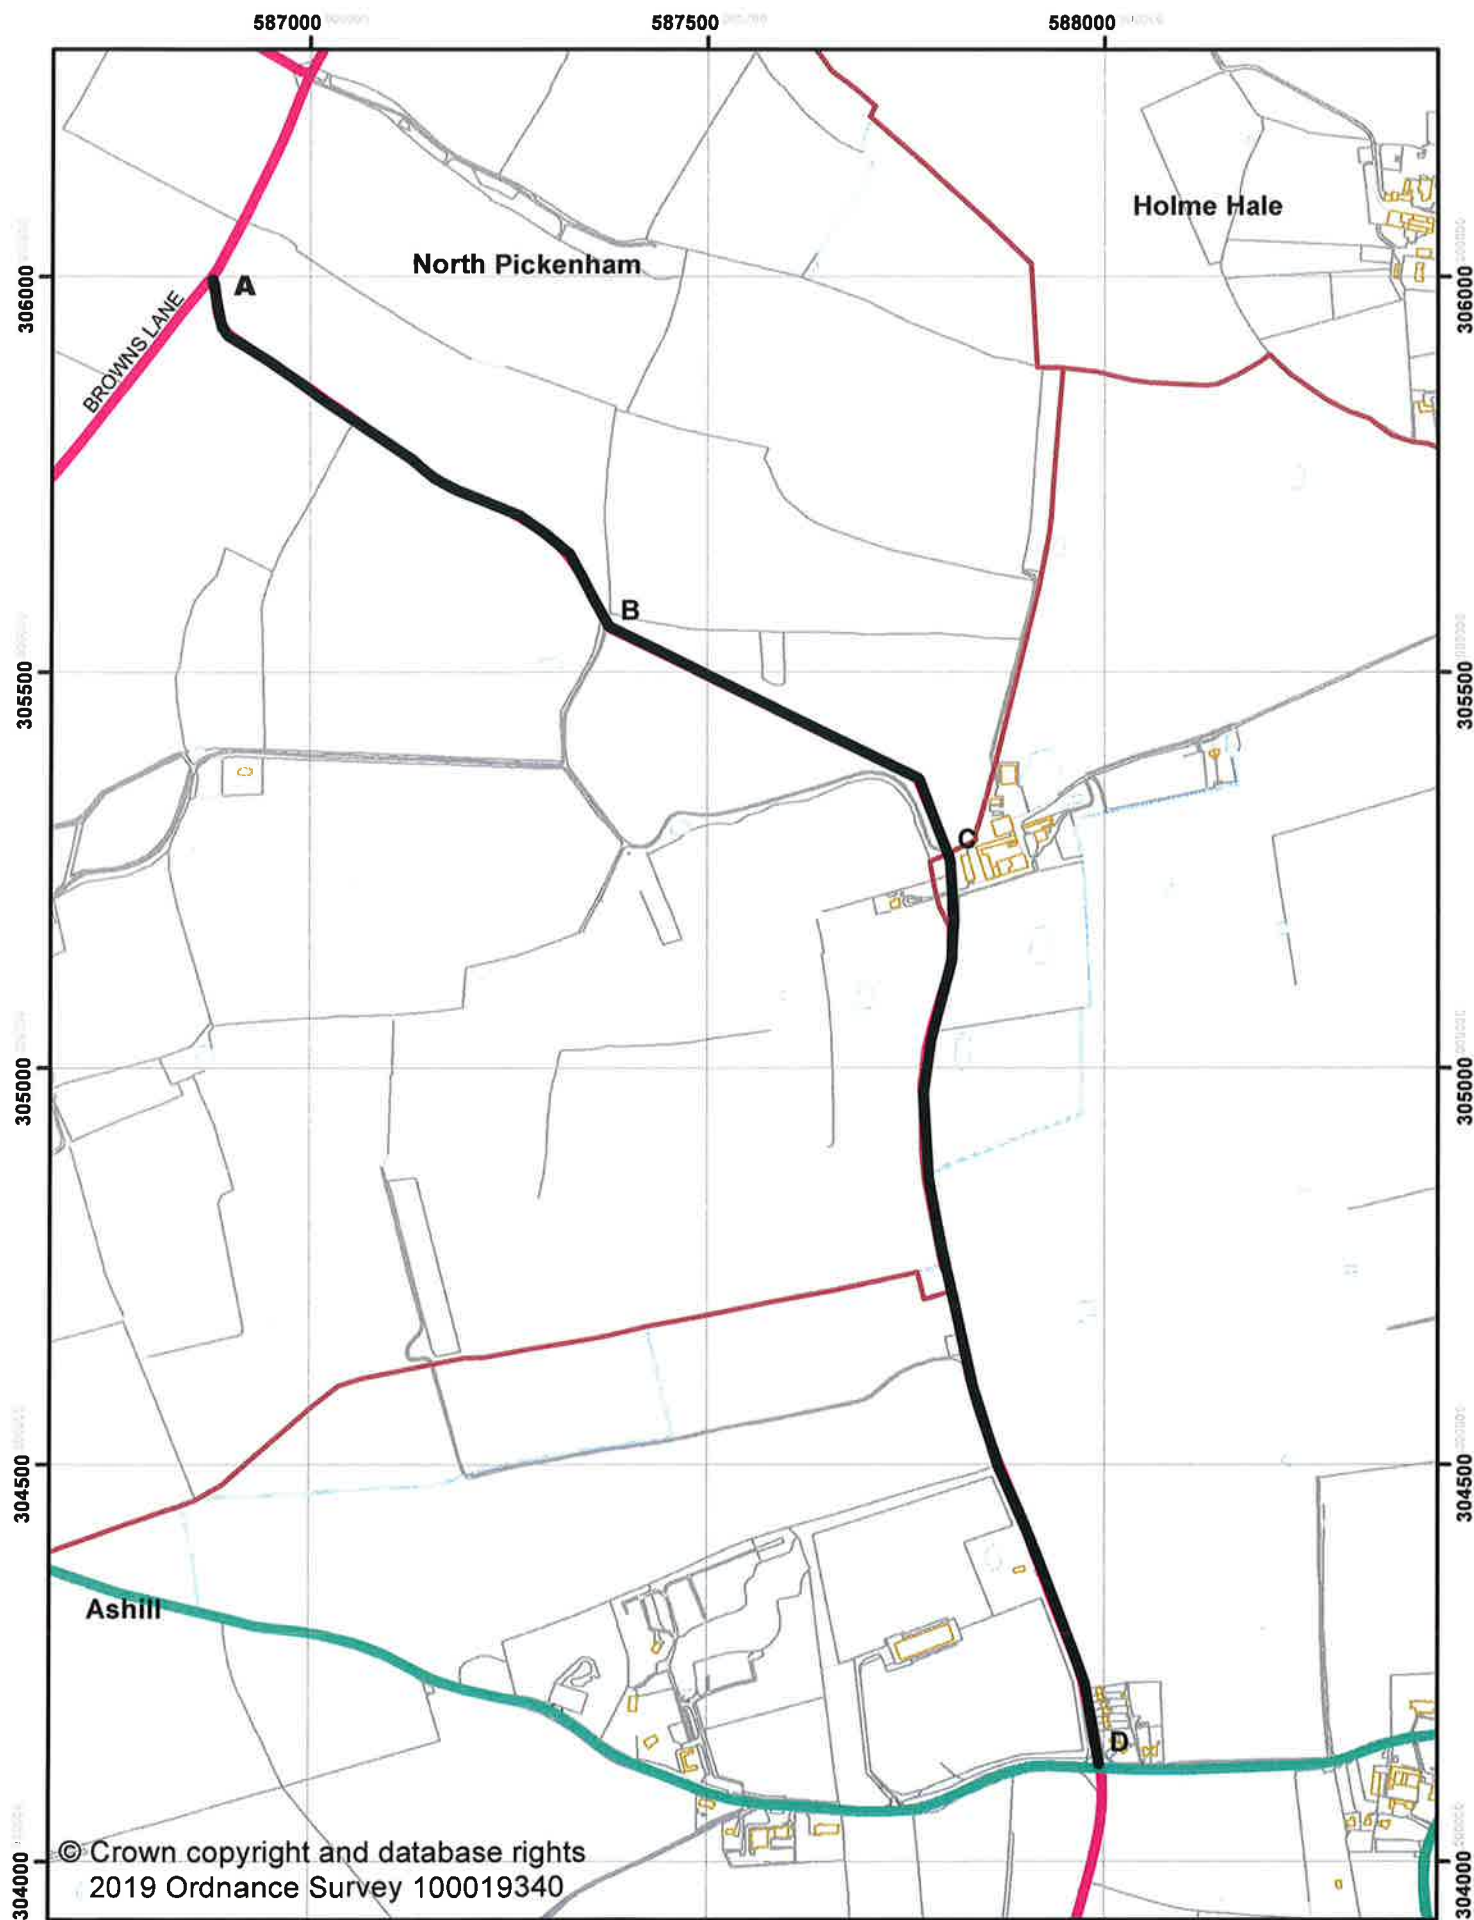 587000
587500
588000
Holme Hale
North Pickenham
306000
306000
A
BROWNS LANE
B
305500
305500
C
305000
305000
304500
304500
Ashill
D
© Crown copyright and database rights
2019 Ordnance Survey 100019340
304000
304000